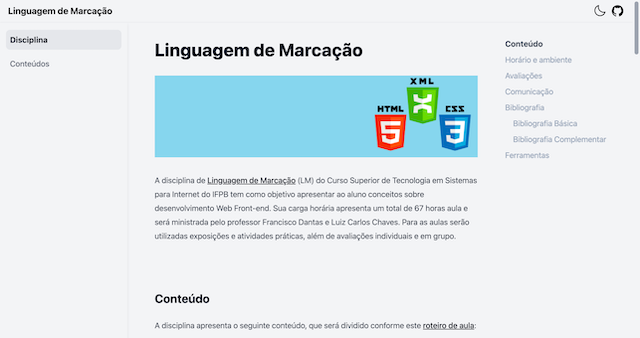 Linguagem de Marcação
Disciplina
Conteúdos
Linguagem de Marcação
XML
HTML
CSS
5
3
A disciplina de Linguagem de Marcação (LM) do Curso Superior de Tecnologia em Sistemas
para Internet do IFPB tem como objetivo apresentar ao aluno conceitos sobre
desenvolvimento Web Front-end. Sua carga horária apresenta um total de 67 horas aula e
será ministrada pelo professor Francisco Dantas e Luiz Carlos Chaves. Para as aulas serão
utilizadas exposições e atividades práticas, além de avaliações individuais e em grupo.
Conteúdo
A disciplina apresenta o seguinte conteúdo, que será dividido conforme este roteiro de aula:
Conteúdo
Horário e ambiente
Avaliações
Comunicação
Bibliografia
Bibliografia Básica
Bibliografia Complementar
Ferramentas